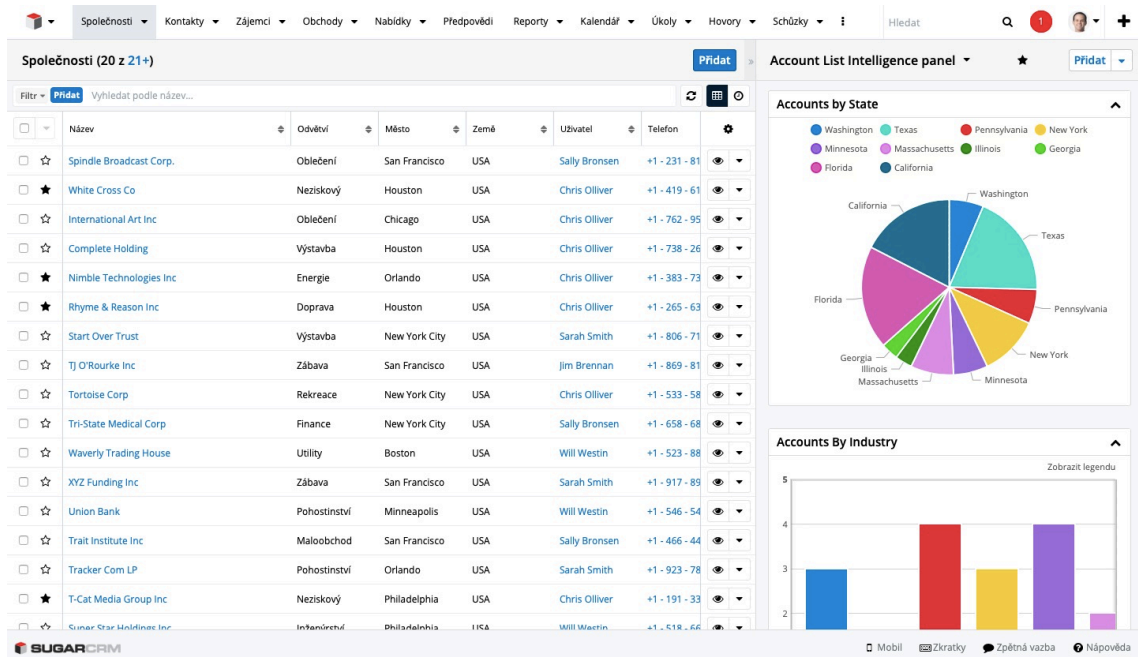 Společnosti Kontakty Zájemci Obchody Nabídky Předpovědi Reporty Kalendář Úkoly Hovory Schůzky Hledat 1
Společnosti (20 z 21+) Přidat
Account List Intelligence panel Přidat
Filtr Přidat Vyhledat podle název...
Název Odvětví Město Země Uživatel Telefon
Spindle Broadcast Corp. Oblečení San Francisco USA Sally Bronsen +1 - 231 - 81
White Cross Co Neziskový Houston USA Chris Olliver +1 - 419 - 61
International Art Inc Oblečení Chicago USA Chris Olliver +1 - 762 - 95
Complete Holding Výstavba Houston USA Chris Olliver +1 - 738 - 26
Nimble Technologies Inc Energie Orlando USA Chris Olliver +1 - 383 - 73
Rhyme & Reason Inc Doprava Houston USA Chris Olliver +1 - 265 - 63
Start Over Trust Výstavba New York City USA Sarah Smith +1 - 806 - 71
TJ O'Rourke Inc Zábava San Francisco USA Jim Brennan +1 - 869 - 81
Tortoise Corp Rekreace New York City USA Chris Olliver +1 - 533 - 58
Tri-State Medical Corp Finance New York City USA Sally Bronsen +1 - 658 - 68
Waverly Trading House Utility Boston USA Will Westin +1 - 523 - 88
XYZ Funding Inc Zábava San Francisco USA Sarah Smith +1 - 917 - 89
Union Bank Pohostinství Minneapolis USA Will Westin +1 - 546 - 54
Trait Institute Inc Maloobchod San Francisco USA Sally Bronsen +1 - 466 - 44
Tracker Com LP Pohostinství Orlando USA Sarah Smith +1 - 923 - 78
T-Cat Media Group Inc Neziskový Philadelphia USA Chris Olliver +1 - 191 - 33
Super Star Holdings Inc Inženýrství Philadelphia USA Will Westin +1 - 518 - 66
Accounts by State
Washington Texas Pennsylvania New York
Minnesota Massachusetts Illinois Georgia
Florida California
Washington
California
Texas
Florida
Pennsylvania
New York
Georgia
Illinois
Massachusetts
Minnesota
Accounts By Industry
Zobrazit legendu
5
4
3
2
SUGARCRM Mobil Zkratky Zpětná vazba Nápověda